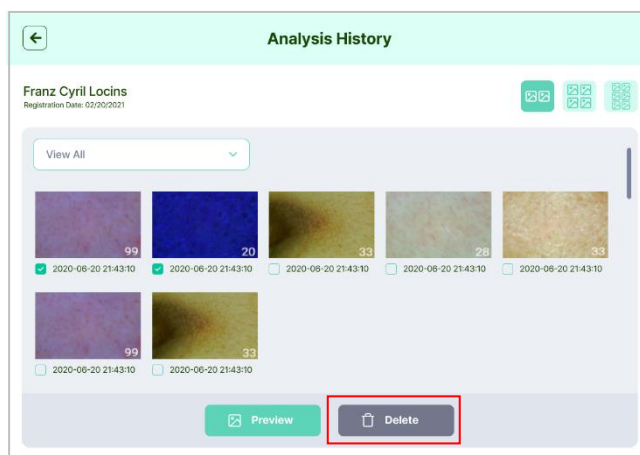 Analysis History
Franz Cyril Locins
Registration Date: 02/20/2021
View All
99
20
33
28
33
2020-06-20 21:43:10
2020-06-20 21:43:10
2020-06-20 21:43:10
2020-06-20 21:43:10
2020-06-20 21:43:10
99
33
2020-06-20 21:43:10
2020-06-20 21:43:10
Preview
Delete